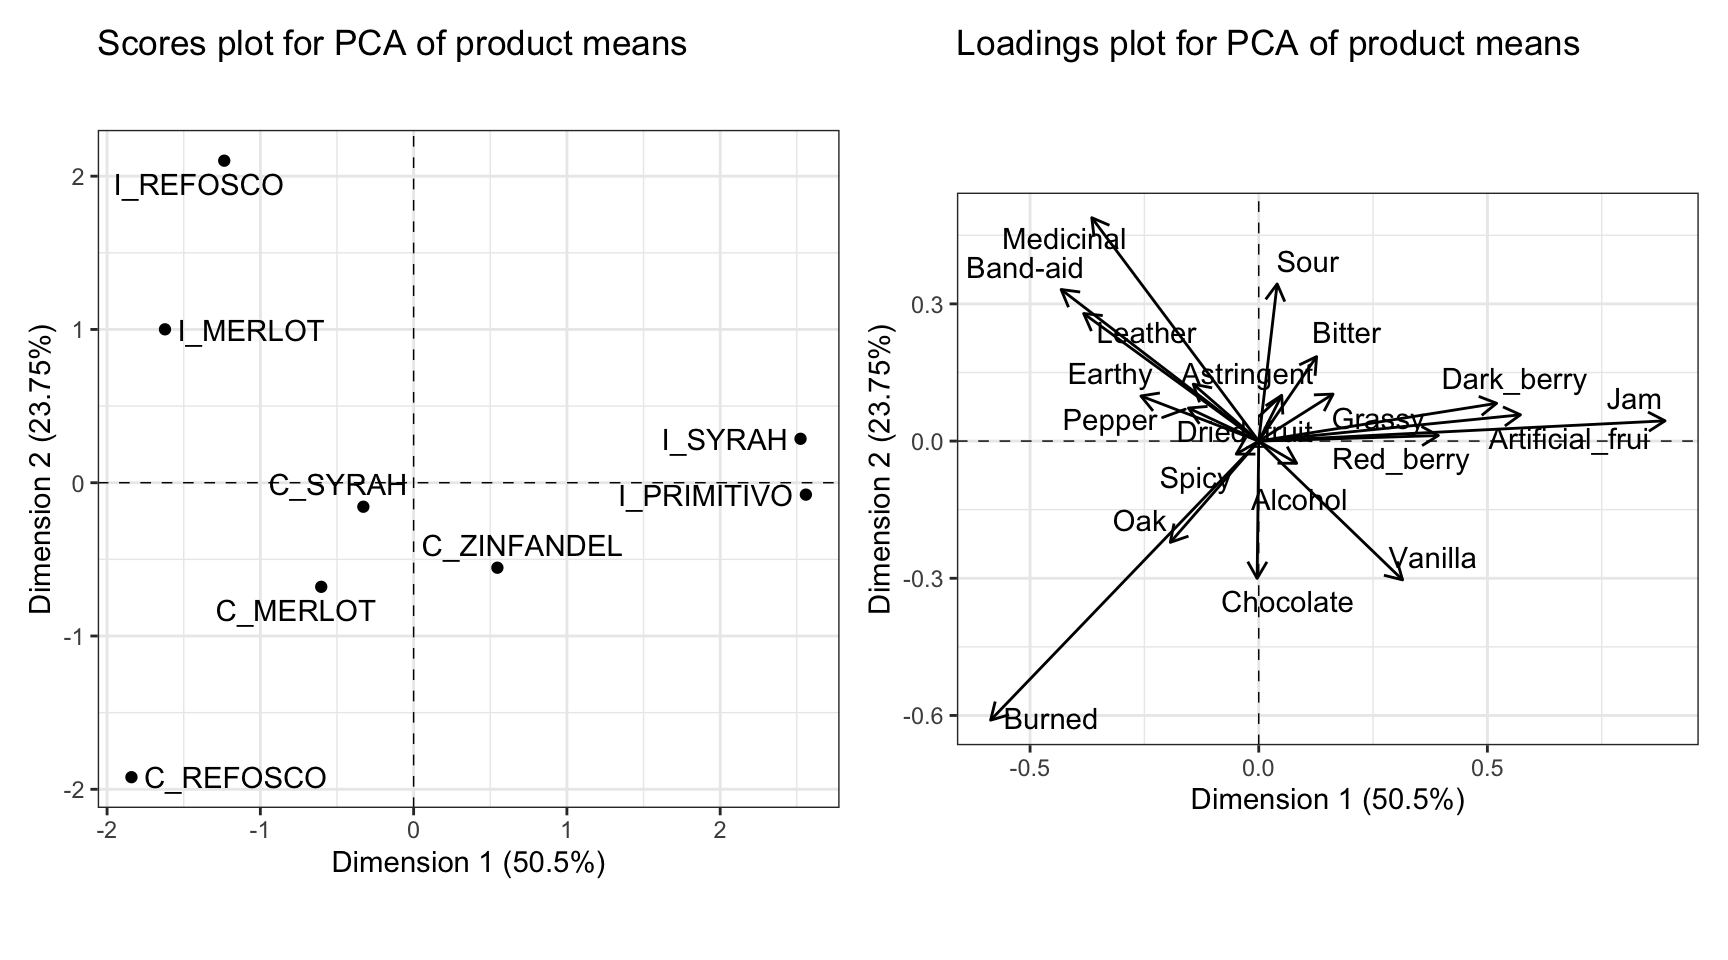 Scores plot for PCA of product means
2
1
0
-1
-2
Dimension 2 (23.75%)
I_REFOSCO
I_MERLOT
I_SYRAH
C_SYRAH
I_PRIMITIVO
C_ZINFANDEL
C_MERLOT
C_REFOSCO
-2 -1 0 1 2
Dimension 1 (50.5%)
Loadings plot for PCA of product means
0.3
0.0
-0.3
-0.6
Dimension 2 (23.75%)
Medicinal
Sour
Band-aid
Leather
Bitter
Earthy
Astringent
Dark_berry
Jam
Pepper
Dried_fruit
Grassy
Artificial_frui
Red_berry
Spicy
Alcohol
Oak
Vanilla
Chocolate
Burned
-0.5 0.0 0.5
Dimension 1 (50.5%)